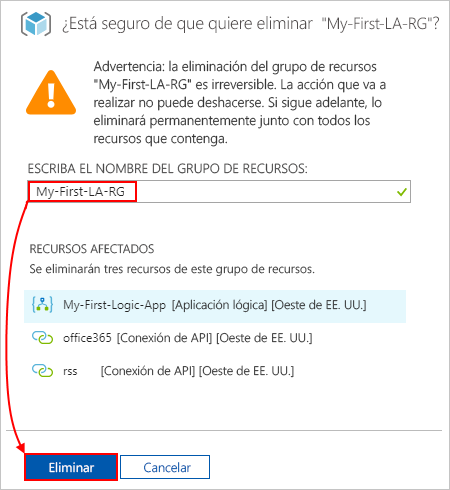 ¿Está seguro de que quiere eliminar "My-First-LA-RG"?
Advertencia: la eliminación del grupo de recursos
"My-First-LA-RG" es irreversible. La acción que va a
realizar no puede deshacerse. Si sigue adelante, lo
eliminará permanentemente junto con todos los
recursos que contenga.
ESCRIBA EL NOMBRE DEL GRUPO DE RECURSOS:
My-First-LA-RG
RECURSOS AFECTADOS
Se eliminarán tres recursos de este grupo de recursos.
My-First-Logic-App [Aplicación lógica] [Oeste de EE. UU.]
office365 [Conexión de API] [Oeste de EE. UU.]
rss [Conexión de API] [Oeste de EE. UU.]
Eliminar Cancelar